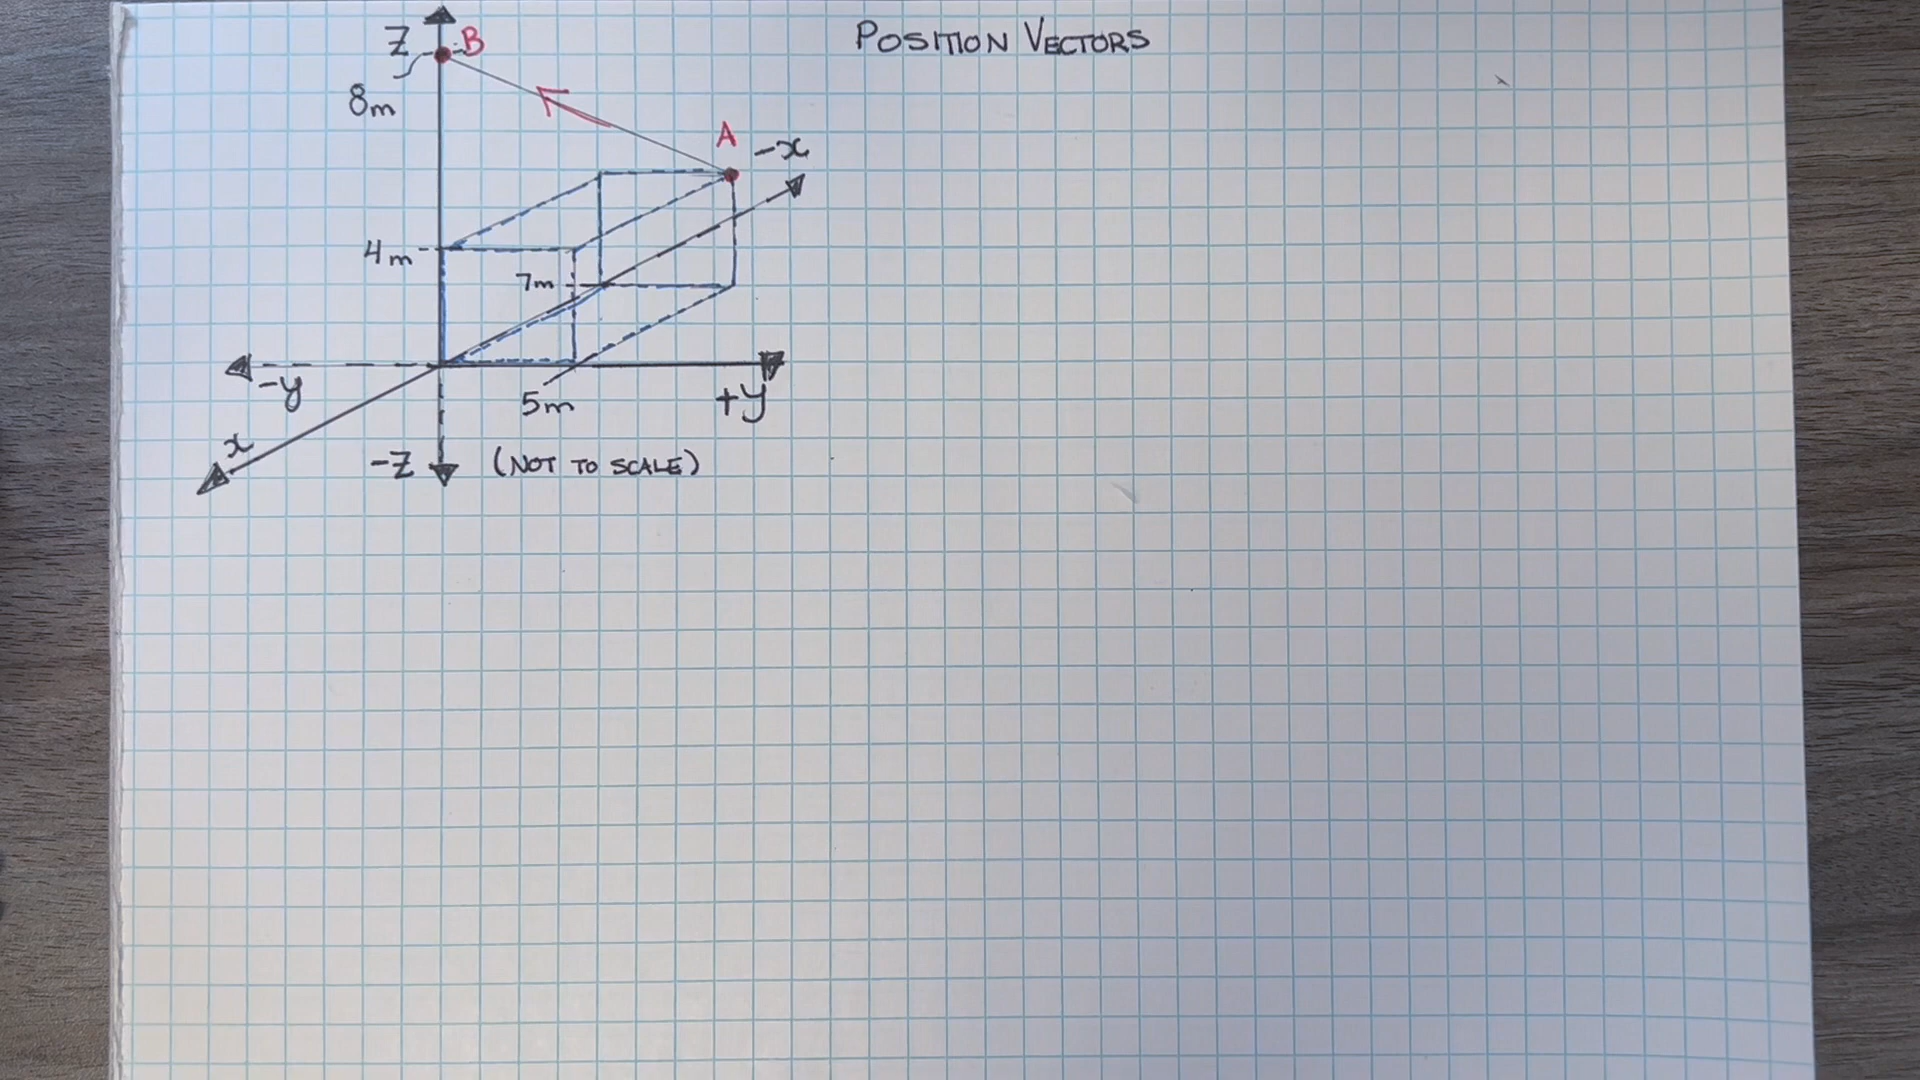 POSITION VECTORS
Z
B
8m
A
-x
4m
7m
-y
5m
+y
x
-Z
(NOT TO SCALE)